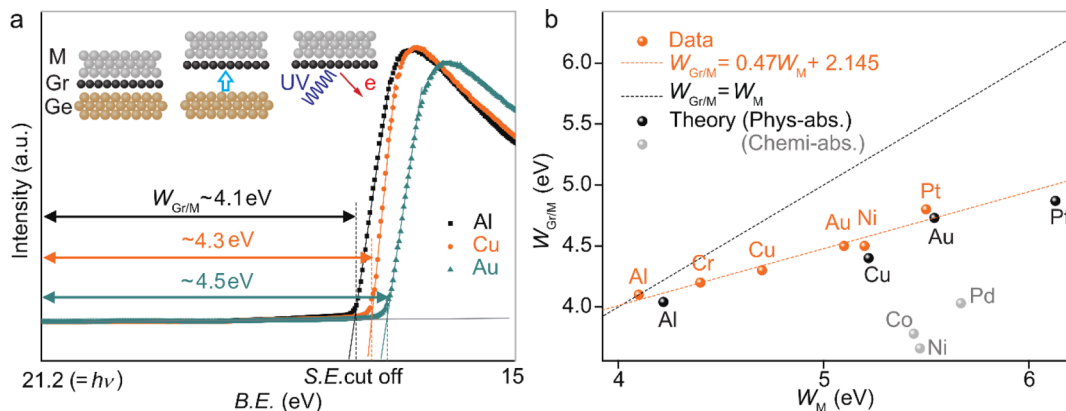 a
M
Gr
Ge
UV
e
Intensity (a.u.)
W_Gr/M ~4.1 eV
~4.3 eV
~4.5 eV
Al
Cu
Au
21.2 (= hν)
S.E.cut off
15
B.E. (eV)
b
Data
W_Gr/M = 0.47W_M + 2.145
W_Gr/M = W_M
Theory (Phys-abs.)
(Chemi-abs.)
W_Gr/M (eV)
6.0
5.5
5.0
4.5
4.0
Pt
Au Ni
Cu
Cr
Al
Pt
Au
Cu
Al
Pd
Co
Ni
4
5
6
W_M (eV)